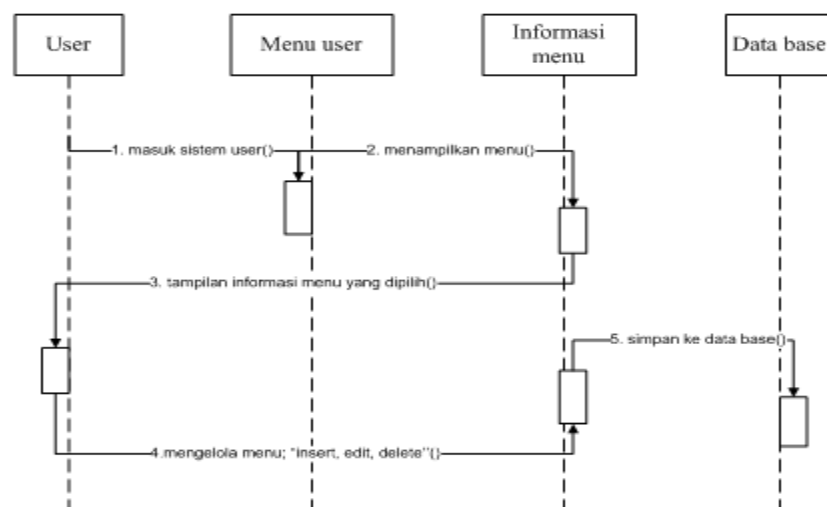 User
Menu user
Informasi
menu
Data base
1. masuk sistem user()
2. menampilkan menu()
3. tampilan informasi menu yang dipilih()
5. simpan ke data base()
4.mengelola menu; "insert, edit, delete"()